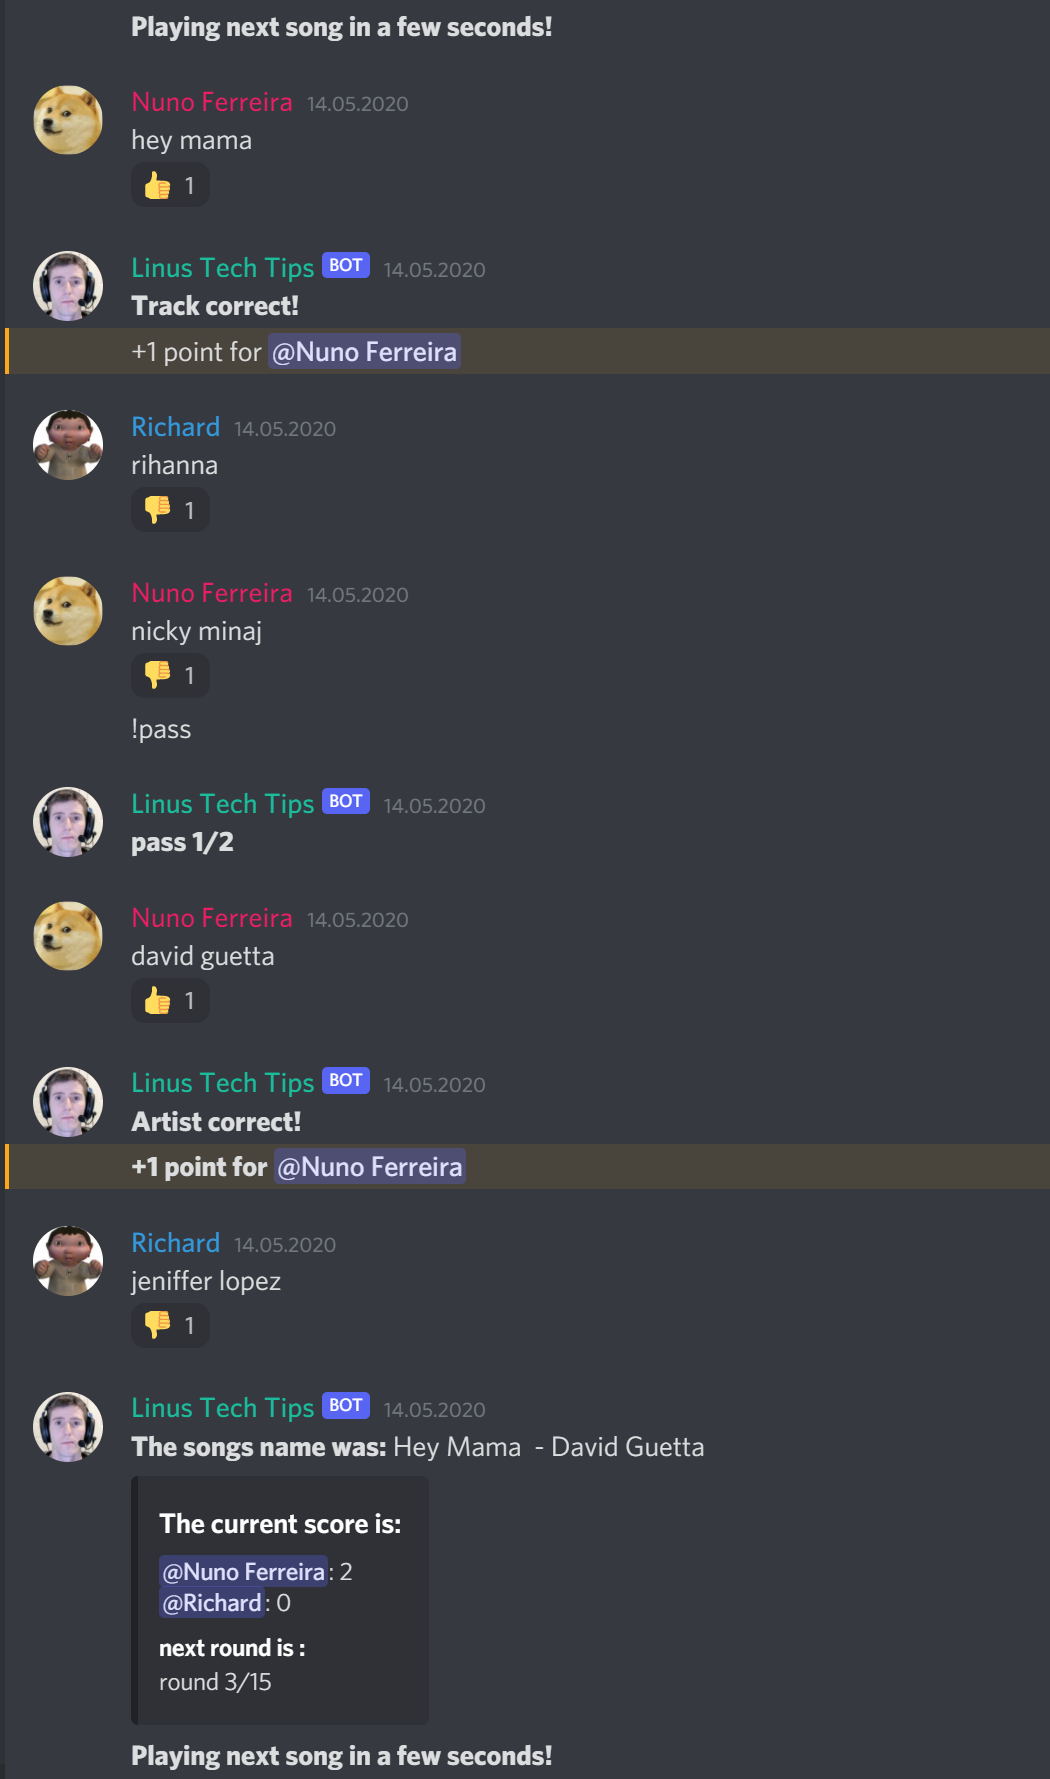 Playing next song in a few seconds!
Nuno Ferreira 14.05.2020
hey mama
👍 1
Linus Tech Tips BOT 14.05.2020
Track correct!
+1 point for @Nuno Ferreira
Richard 14.05.2020
rihanna
👎 1
Nuno Ferreira 14.05.2020
nicky minaj
👎 1
!pass
Linus Tech Tips BOT 14.05.2020
pass 1/2
Nuno Ferreira 14.05.2020
david guetta
👍 1
Linus Tech Tips BOT 14.05.2020
Artist correct!
+1 point for @Nuno Ferreira
Richard 14.05.2020
jeniffer lopez
👎 1
Linus Tech Tips BOT 14.05.2020
The songs name was: Hey Mama  - David Guetta
The current score is:
@Nuno Ferreira: 2
@Richard: 0
next round is :
round 3/15
Playing next song in a few seconds!